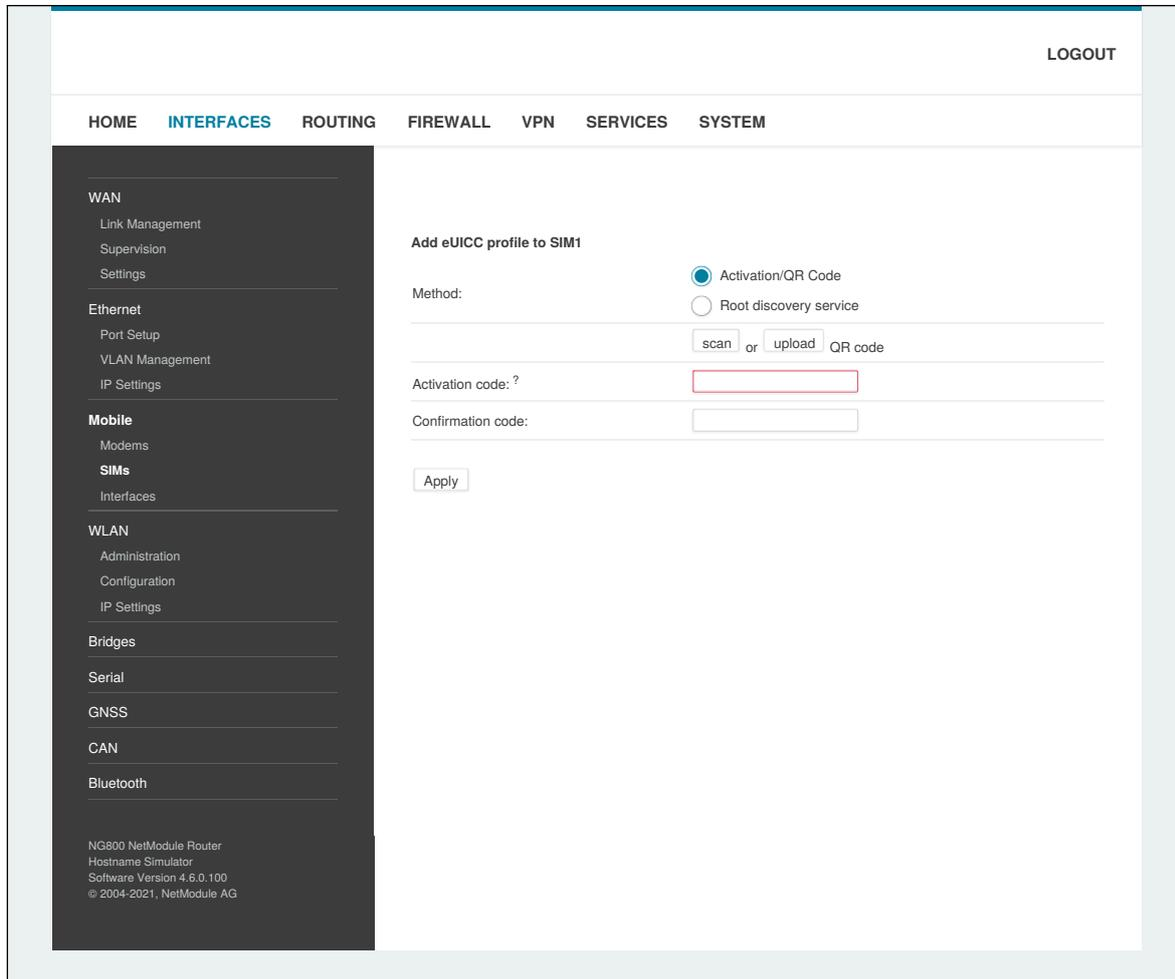 LOGOUT
HOME INTERFACES ROUTING FIREWALL VPN SERVICES SYSTEM
WAN
Link Management
Supervision
Settings
Ethernet
Port Setup
VLAN Management
IP Settings
Mobile
Modems
SIMs
Interfaces
WLAN
Administration
Configuration
IP Settings
Bridges
Serial
GNSS
CAN
Bluetooth
NG800 NetModule Router
Hostname Simulator
Software Version 4.6.0.100
© 2004-2021, NetModule AG
Add eUICC profile to SIM1
Method:
Activation/QR Code
Root discovery service
scan or upload QR code
Activation code: ?
Confirmation code:
Apply